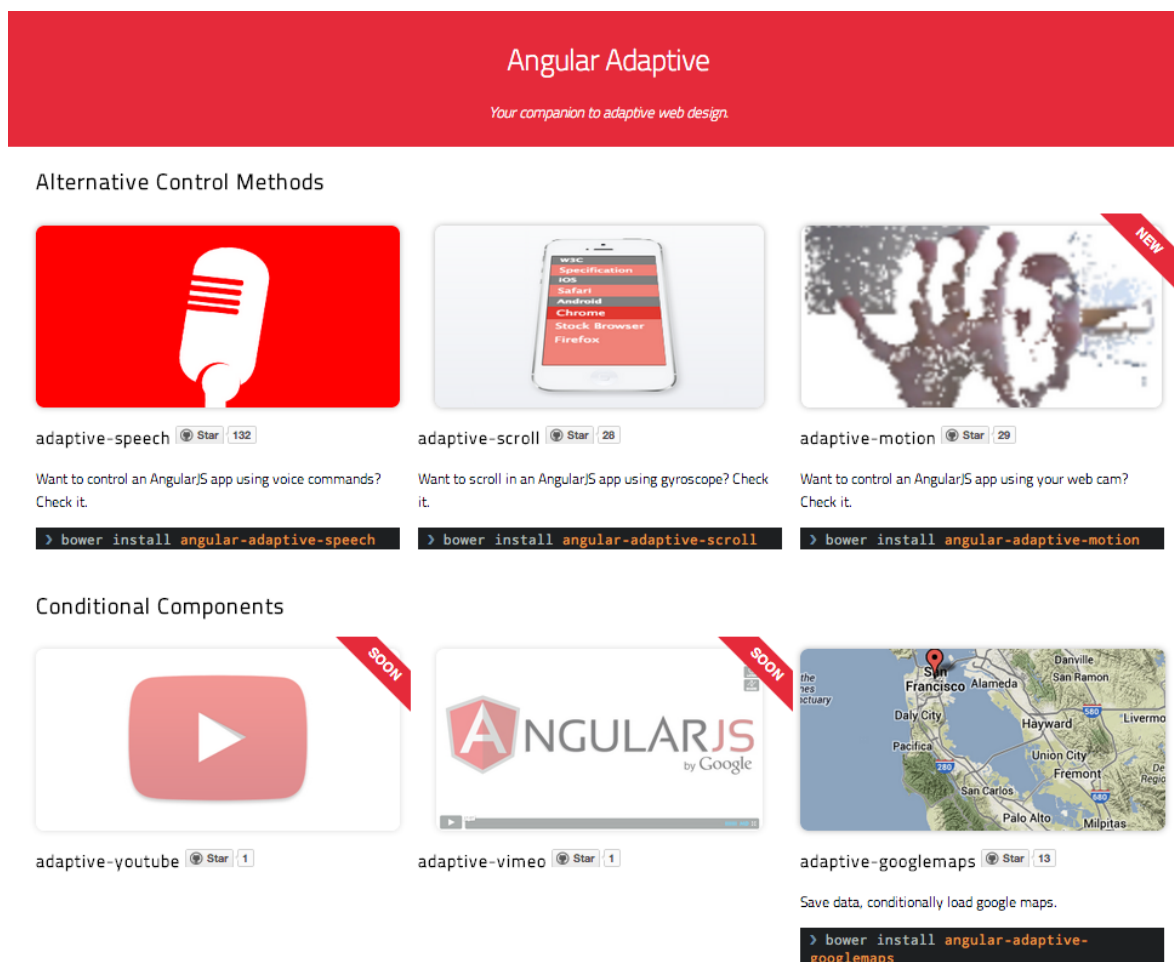 Angular Adaptive
Your companion to adaptive web design.
Alternative Control Methods
W3C
Specification
iOS
Safari
Android
Chrome
Stock Browser
Firefox
NEW
adaptive-speech Star 132
adaptive-scroll Star 28
adaptive-motion Star 29
Want to control an AngularJS app using voice commands?
Check it.
Want to scroll in an AngularJS app using gyroscope? Check
it.
Want to control an AngularJS app using your web cam?
Check it.
❯ bower install angular-adaptive-speech
❯ bower install angular-adaptive-scroll
❯ bower install angular-adaptive-motion
Conditional Components
SOON
SOON
ANGULARJS
by Google
Danville
San Ramon
San
Francisco
Alameda
580
Livermo
Daly City
Hayward
Pacifica
Union City
280
Fremont
San Carlos
680
Palo Alto
Milpitas
adaptive-youtube Star 1
adaptive-vimeo Star 1
adaptive-googlemaps Star 13
Save data, conditionally load google maps.
❯ bower install angular-adaptive-
googlemaps